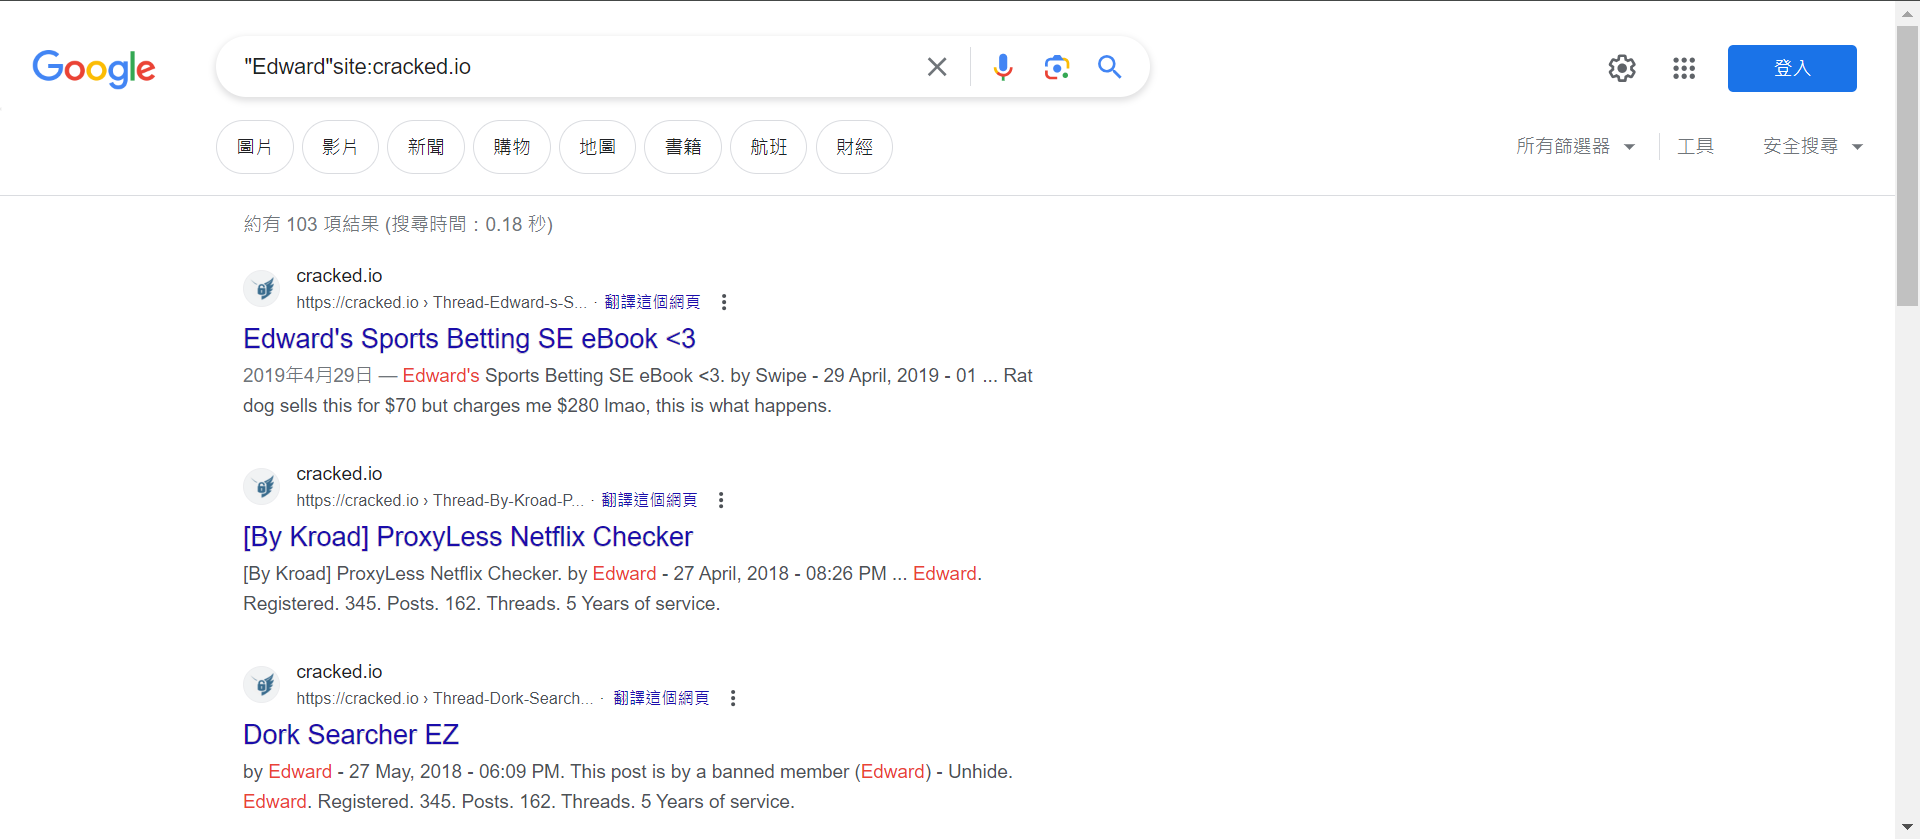 Google
"Edward"site:cracked.io
登入
圖片 影片 新聞 購物 地圖 書籍 航班 財經 所有篩選器 工具 安全搜尋
約有 103 項結果 (搜尋時間：0.18 秒)
cracked.io
https://cracked.io › Thread-Edward-s-S... · 翻譯這個網頁
Edward's Sports Betting SE eBook <3
2019年4月29日 — Edward's Sports Betting SE eBook <3. by Swipe - 29 April, 2019 - 01 ... Rat
dog sells this for $70 but charges me $280 lmao, this is what happens.
cracked.io
https://cracked.io › Thread-By-Kroad-P... · 翻譯這個網頁
[By Kroad] ProxyLess Netflix Checker
[By Kroad] ProxyLess Netflix Checker. by Edward - 27 April, 2018 - 08:26 PM ... Edward.
Registered. 345. Posts. 162. Threads. 5 Years of service.
cracked.io
https://cracked.io › Thread-Dork-Search... · 翻譯這個網頁
Dork Searcher EZ
by Edward - 27 May, 2018 - 06:09 PM. This post is by a banned member (Edward) - Unhide.
Edward. Registered. 345. Posts. 162. Threads. 5 Years of service.